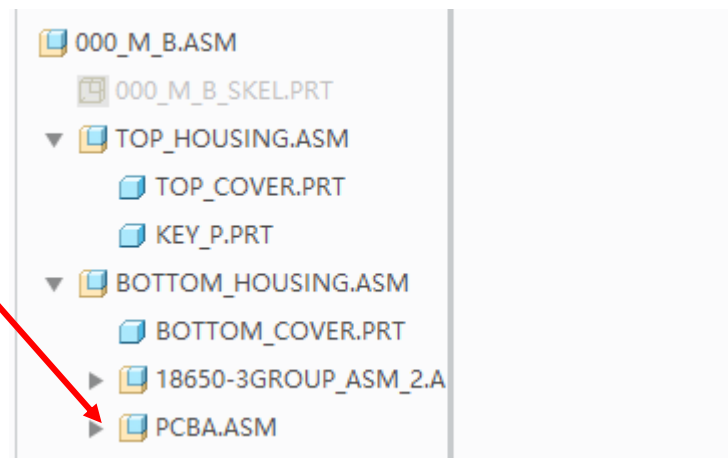 000_M_B.ASM
000_M_B_SKEL.PRT
TOP_HOUSING.ASM
TOP_COVER.PRT
KEY_P.PRT
BOTTOM_HOUSING.ASM
BOTTOM_COVER.PRT
18650-3GROUP_ASM_2.A
PCBA.ASM